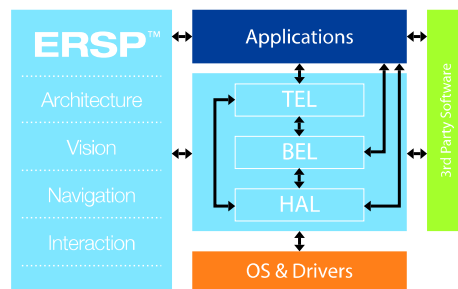 ERSP™
Architecture
Vision
Navigation
Interaction
Applications
TEL
BEL
HAL
OS & Drivers
3rd Party Software